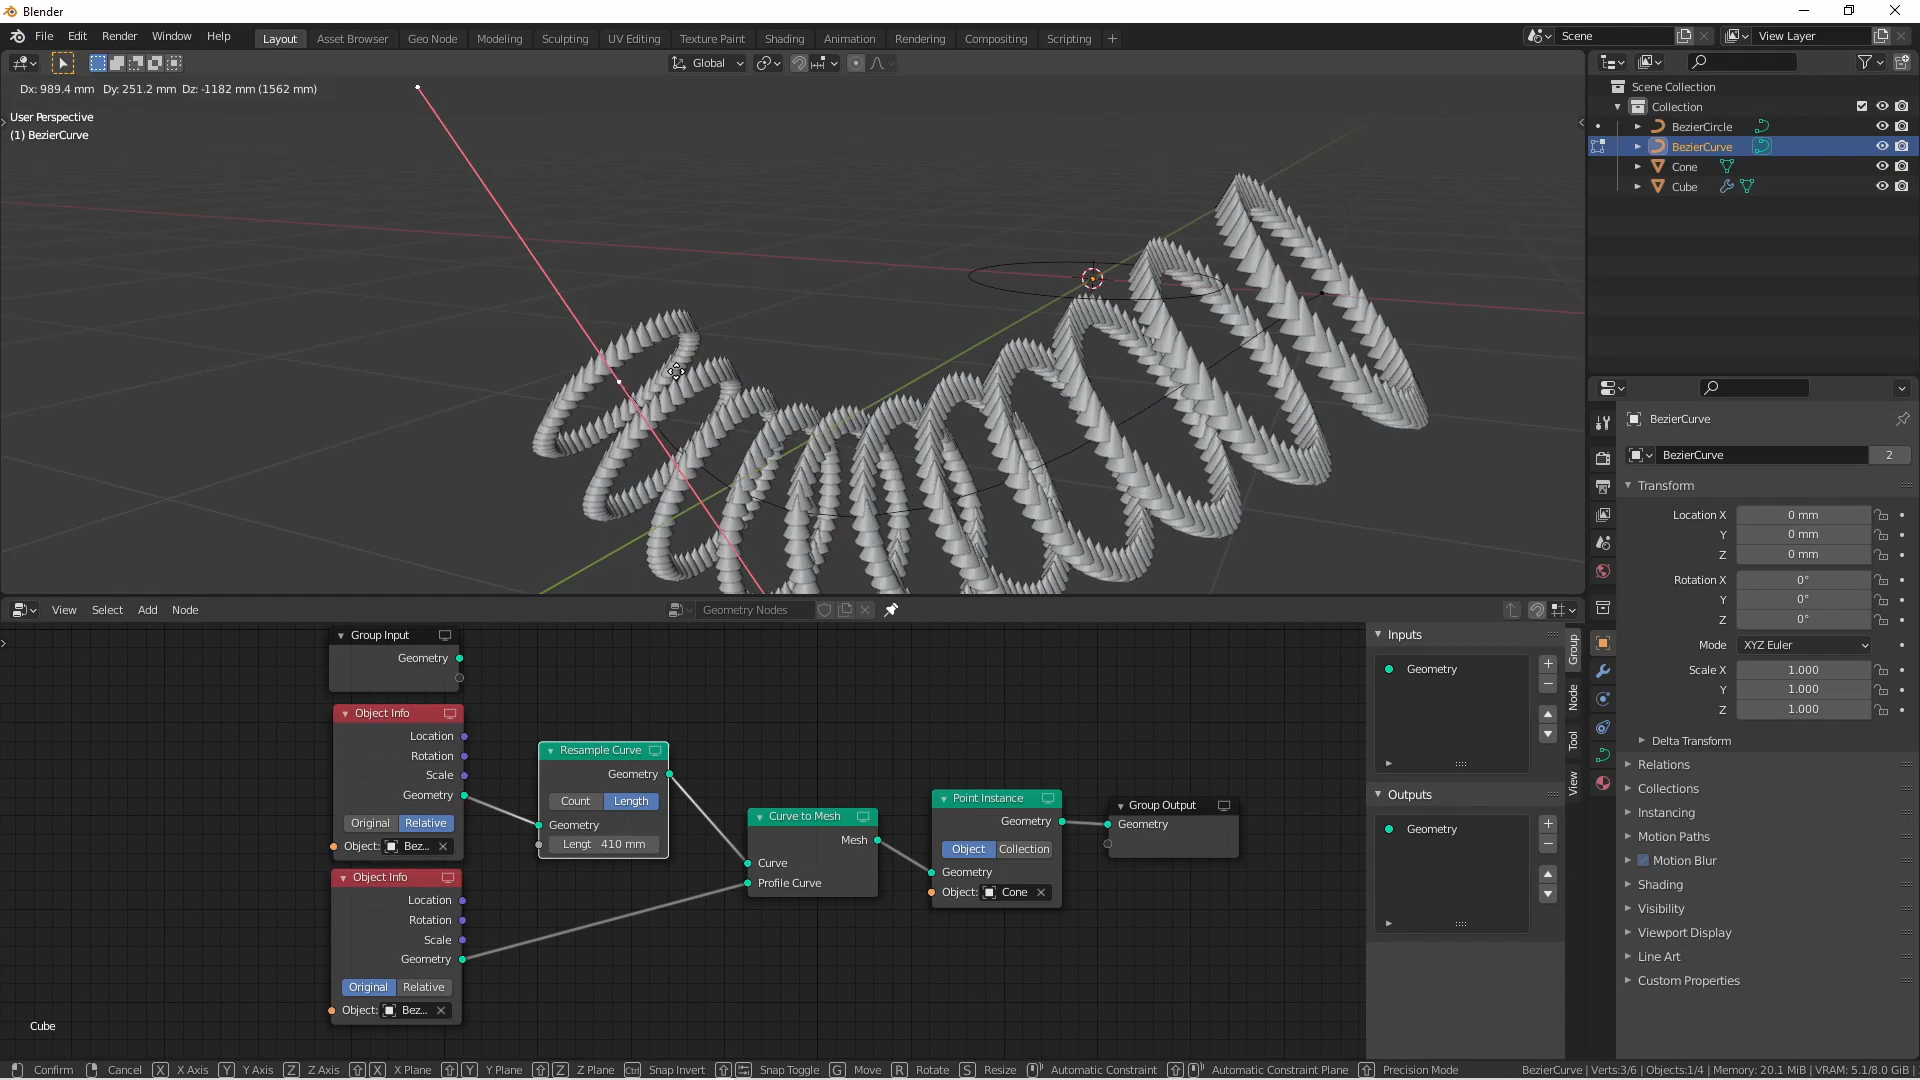 Blender
File Edit Render Window Help Layout Asset Browser Geo Node Modeling Sculpting UV Editing Texture Paint Shading Animation Rendering Compositing Scripting + Scene View Layer
Global
Dx: 989.4 mm Dy: 251.2 mm Dz: -1182 mm (1562 mm)
User Perspective
(1) BezierCurve
Scene Collection
Collection
BezierCircle
BezierCurve
Cone
Cube
BezierCurve
BezierCurve 2
Transform
Location X 0 mm
Y 0 mm
Z 0 mm
Rotation X 0°
Y 0°
Z 0°
Mode XYZ Euler
Scale X 1.000
Y 1.000
Z 1.000
Delta Transform
Relations
Collections
Instancing
Motion Paths
Motion Blur
Shading
Visibility
Viewport Display
Line Art
Custom Properties
View Select Add Node Geometry Nodes
Group Input
Geometry
Object Info
Location
Rotation
Scale
Geometry
Original Relative
Object: Bez...
Object Info
Location
Rotation
Scale
Geometry
Original Relative
Object: Bez...
Resample Curve
Geometry
Count Length
Geometry
Lengt 410 mm
Curve to Mesh
Mesh
Curve
Profile Curve
Point Instance
Geometry
Object Collection
Geometry
Object: Cone
Group Output
Geometry
Inputs
Geometry
Outputs
Geometry
Group
Node
Tool
View
Cube
Confirm Cancel X X Axis Y Y Axis Z Z Axis X X Plane Y Y Plane Z Z Plane Ctrl Snap Invert Snap Toggle G Move R Rotate S Resize Automatic Constraint Automatic Constraint Plane Precision Mode BezierCurve | Verts:3/6 | Objects:1/4 | Memory: 20.1 MiB | VRAM: 5.1/8.0 GiB |